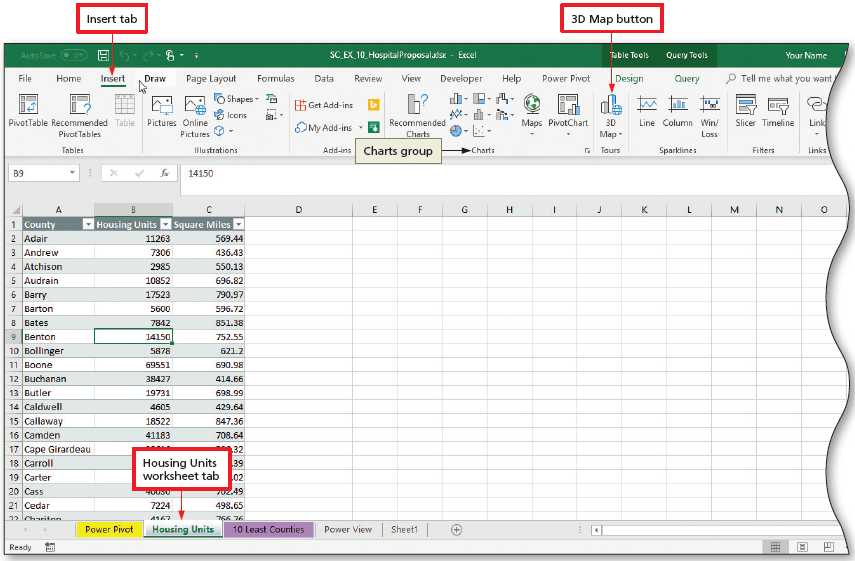 Insert tab
3D Map button
AutoSave Off
SC_EX_10_HospitalProposal.xlsx - Excel
Table Tools
Query Tools
Your Name
File Home Insert Draw Page Layout Formulas Data Review View Developer Help Power Pivot Design Query Tell me what you want
PivotTable
Recommended
PivotTables
Table
Tables
Pictures
Online
Pictures
Shapes
Icons
Illustrations
Get Add-ins
My Add-ins
Add-ins
Recommended
Charts
Maps
PivotChart
Charts group
Charts
3D
Map
Tours
Line
Column
Win/
Loss
Sparklines
Slicer
Timeline
Filters
Link
Links
B9 fx 14150
A B C D E F G H I J K L M N O
1 County Housing Units Square Miles
2 Adair 11263 569.44
3 Andrew 7306 436.43
4 Atchison 2985 550.13
5 Audrain 10852 696.82
6 Barry 17523 790.97
7 Barton 5600 596.72
8 Bates 7842 851.38
9 Benton 14150 752.55
10 Bollinger 5878 621.2
11 Boone 69551 690.98
12 Buchanan 38427 414.66
13 Butler 19731 698.99
14 Caldwell 4605 429.64
15 Callaway 18522 847.36
16 Camden 41183 708.64
17 Cape Girardeau .32
18 Carroll .39
19 Carter .02
20 Cass .49
21 Cedar 7224 498.65
22 Chariton 4167 766.76
Housing Units
worksheet tab
Power Pivot Housing Units 10 Least Counties Power View Sheet1
Ready